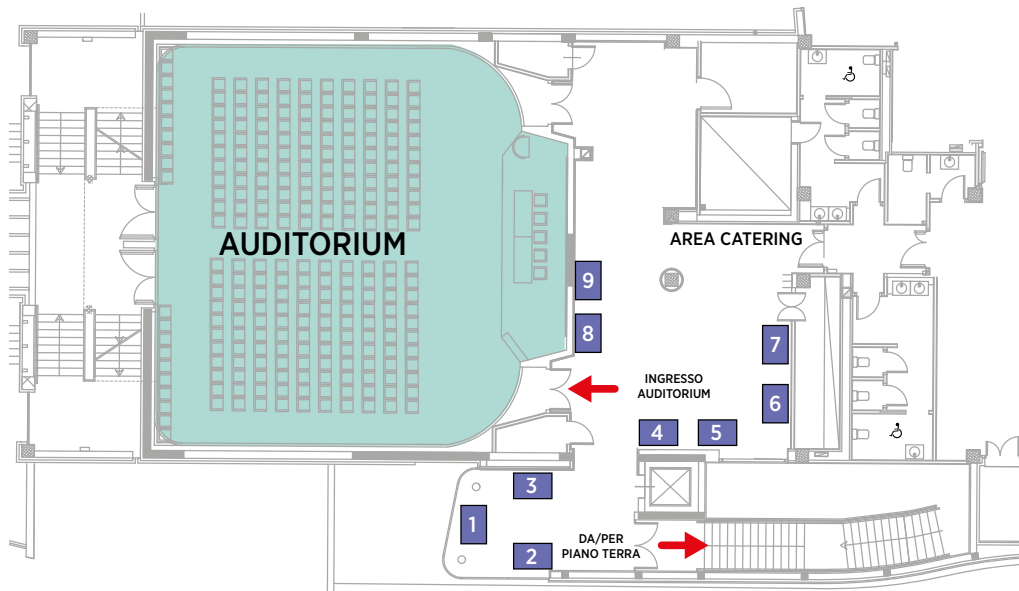 AUDITORIUM
AREA CATERING
9
8
7
INGRESSO
AUDITORIUM
6
4
5
3
1
2
DA/PER
PIANO TERRA